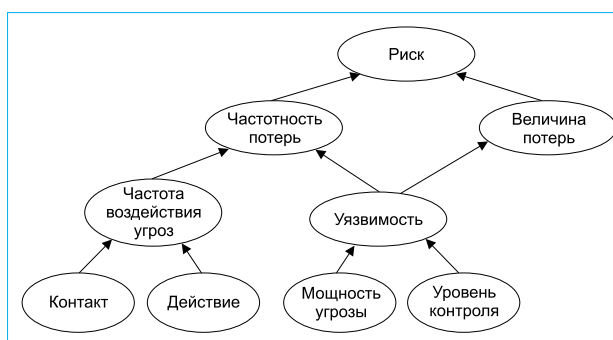 Риск
Частотность
потерь
Величина
потерь
Частота
воздействия
угроз
Уязвимость
Контакт
Действие
Мощность
угрозы
Уровень
контроля